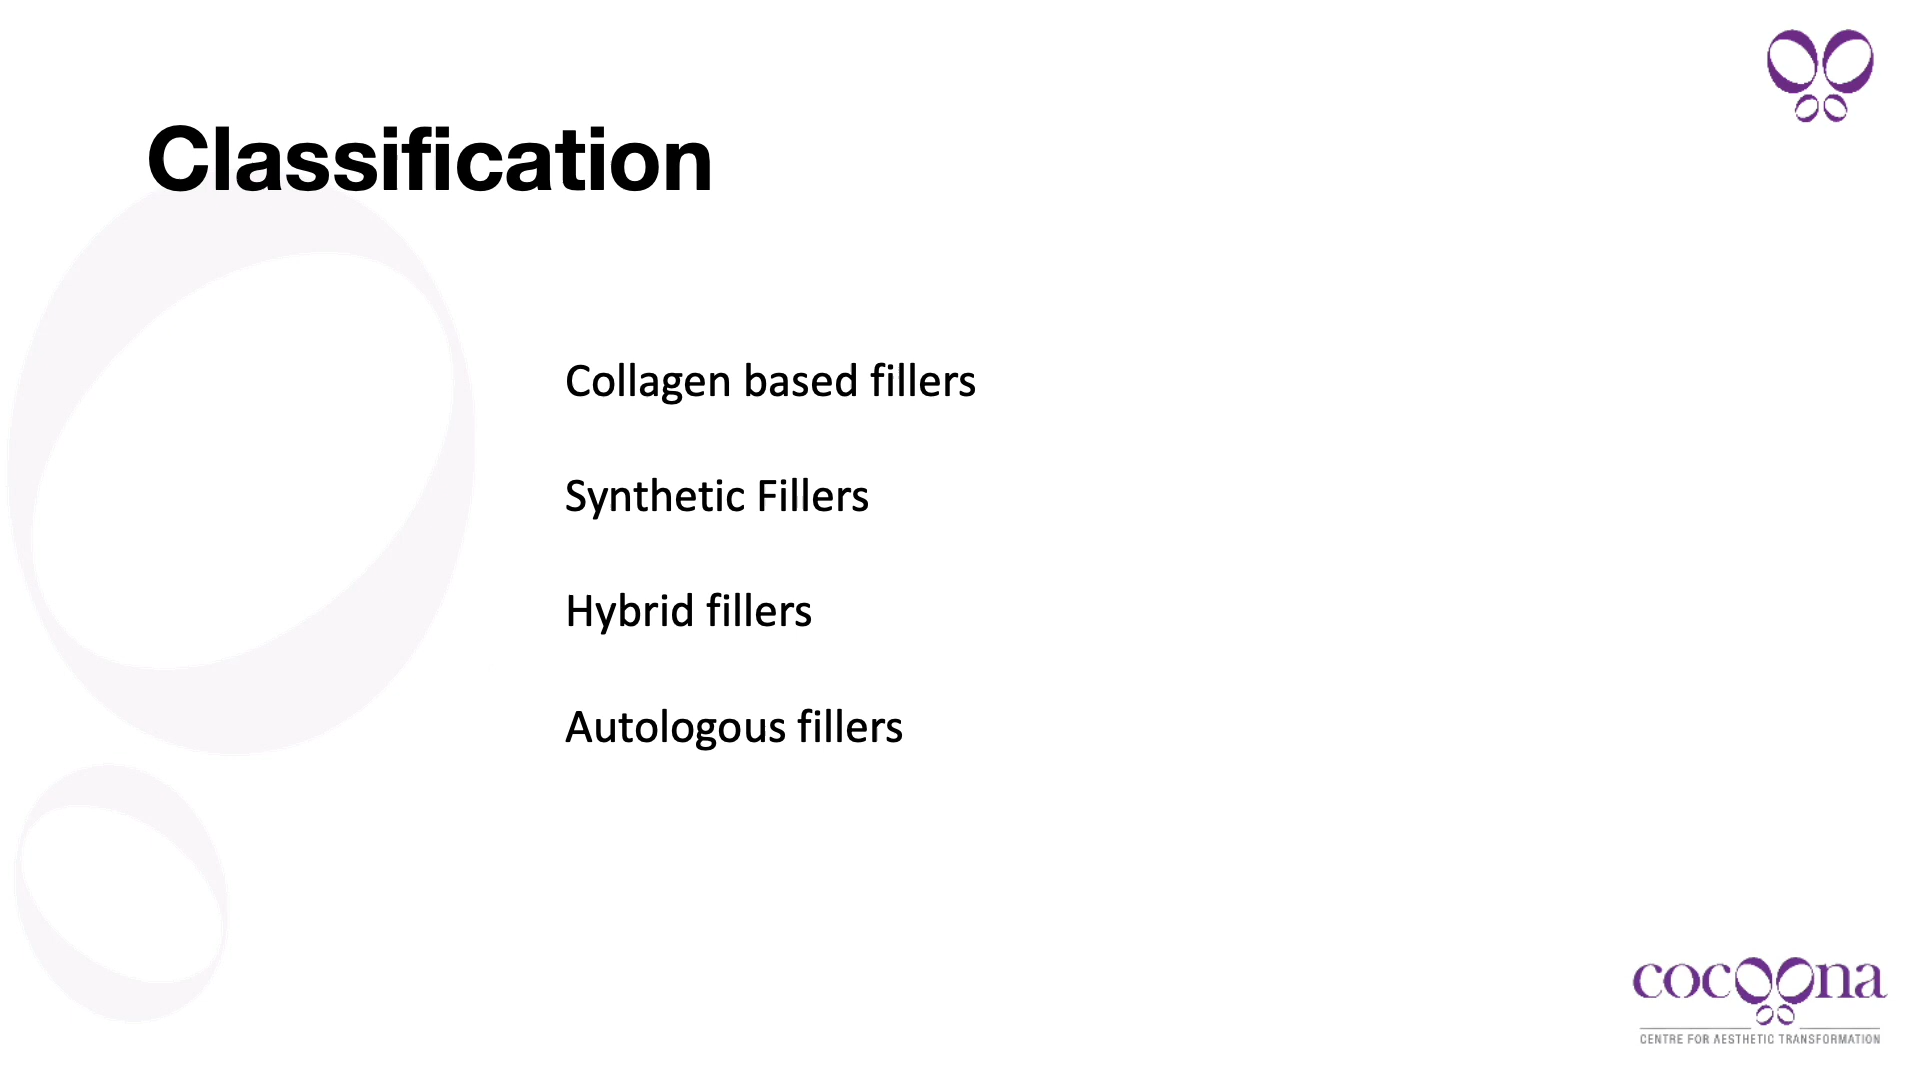 Classification
Collagen based fillers
Synthetic Fillers
Hybrid fillers
Autologous fillers
cocoona
CENTRE FOR AESTHETIC TRANSFORMATION